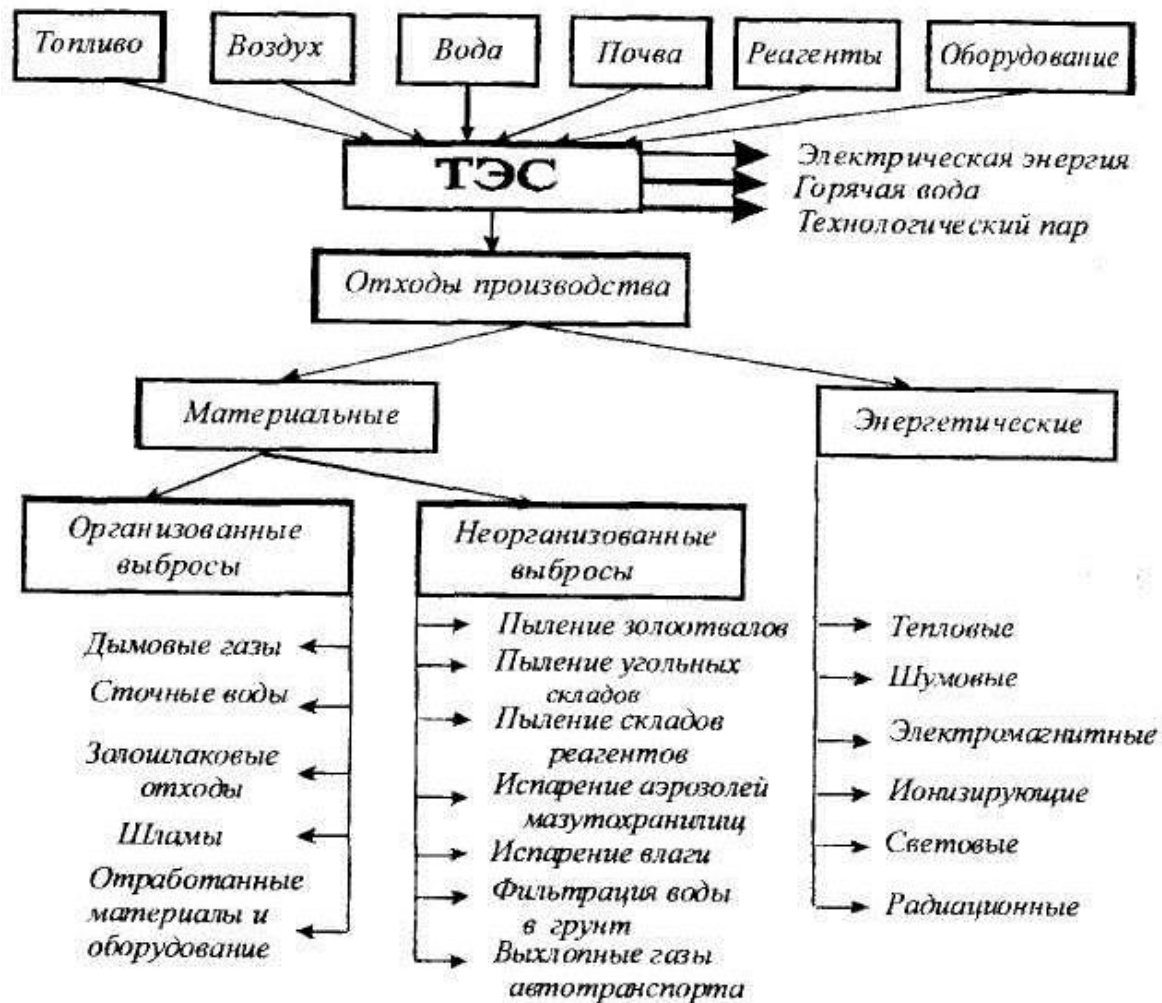 Топливо
Воздух
Вода
Почва
Реагенты
Оборудование
ТЭС
Электрическая энергия
Горячая вода
Технологический пар
Отходы производства
Материальные
Энергетические
Организованные
выбросы
Дымовые газы
Сточные воды
Золошлаковые
отходы
Шламы
Отработанные
материалы и
оборудование
Неорганизованные
выбросы
Пыление золоотвалов
Пыление угольных
складов
Пыление складов
реагентов
Испарение аэрозолей
мазутохранилищ
Испарение влаги
Фильтрация воды
в грунт
Выхлопные газы
автотранспорта
Тепловые
Шумовые
Электромагнитные
Ионизирующие
Световые
Радиационные